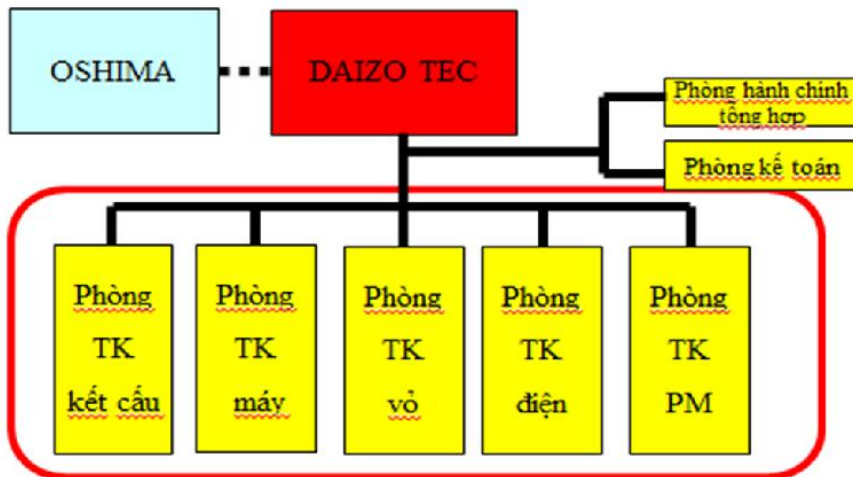 OSHIMA
DAIZO TEC
Phòng hành chinh
tổng hợp
Phòng kế toán
Phòng
TK
kết cấu
Phòng
TK
máy
Phòng
TK
vỏ
Phòng
TK
điện
Phòng
TK
PM